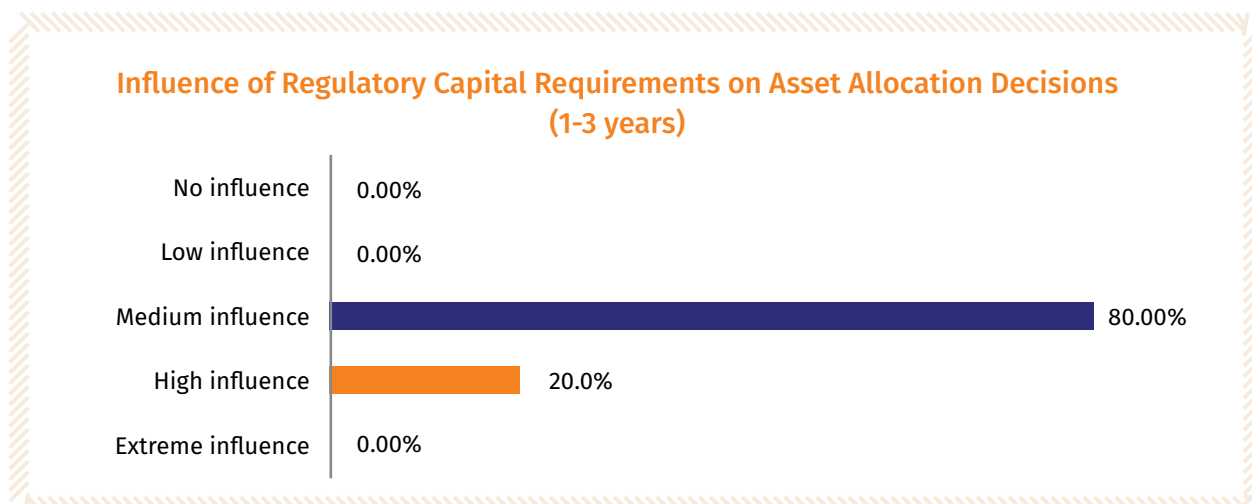 Influence of Regulatory Capital Requirements on Asset Allocation Decisions
(1-3 years)
No influence 0.00%
Low influence 0.00%
Medium influence 80.00%
High influence 20.0%
Extreme influence 0.00%